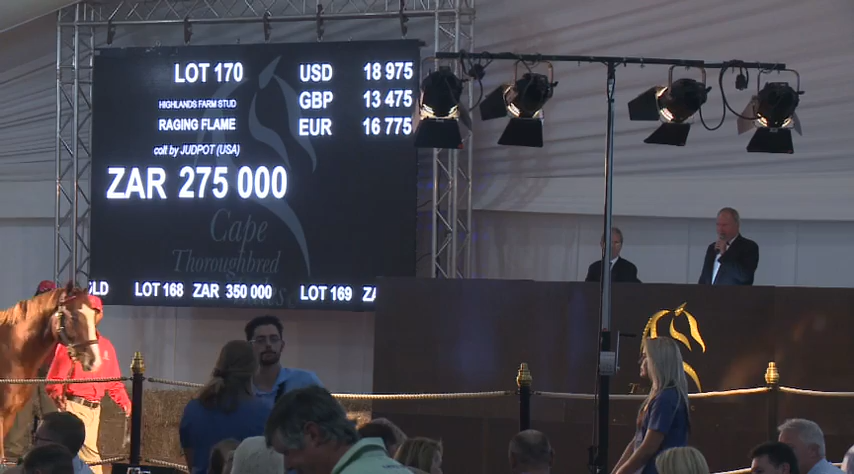 LOT 170
USD 18 975
HIGHLANDS FARM STUD
GBP 13 475
RAGING FLAME
EUR 16 775
colt by JUDPOT (USA)
ZAR 275 000
Cape
Thoroughbred
LOT 168 ZAR 350 000 LOT 169